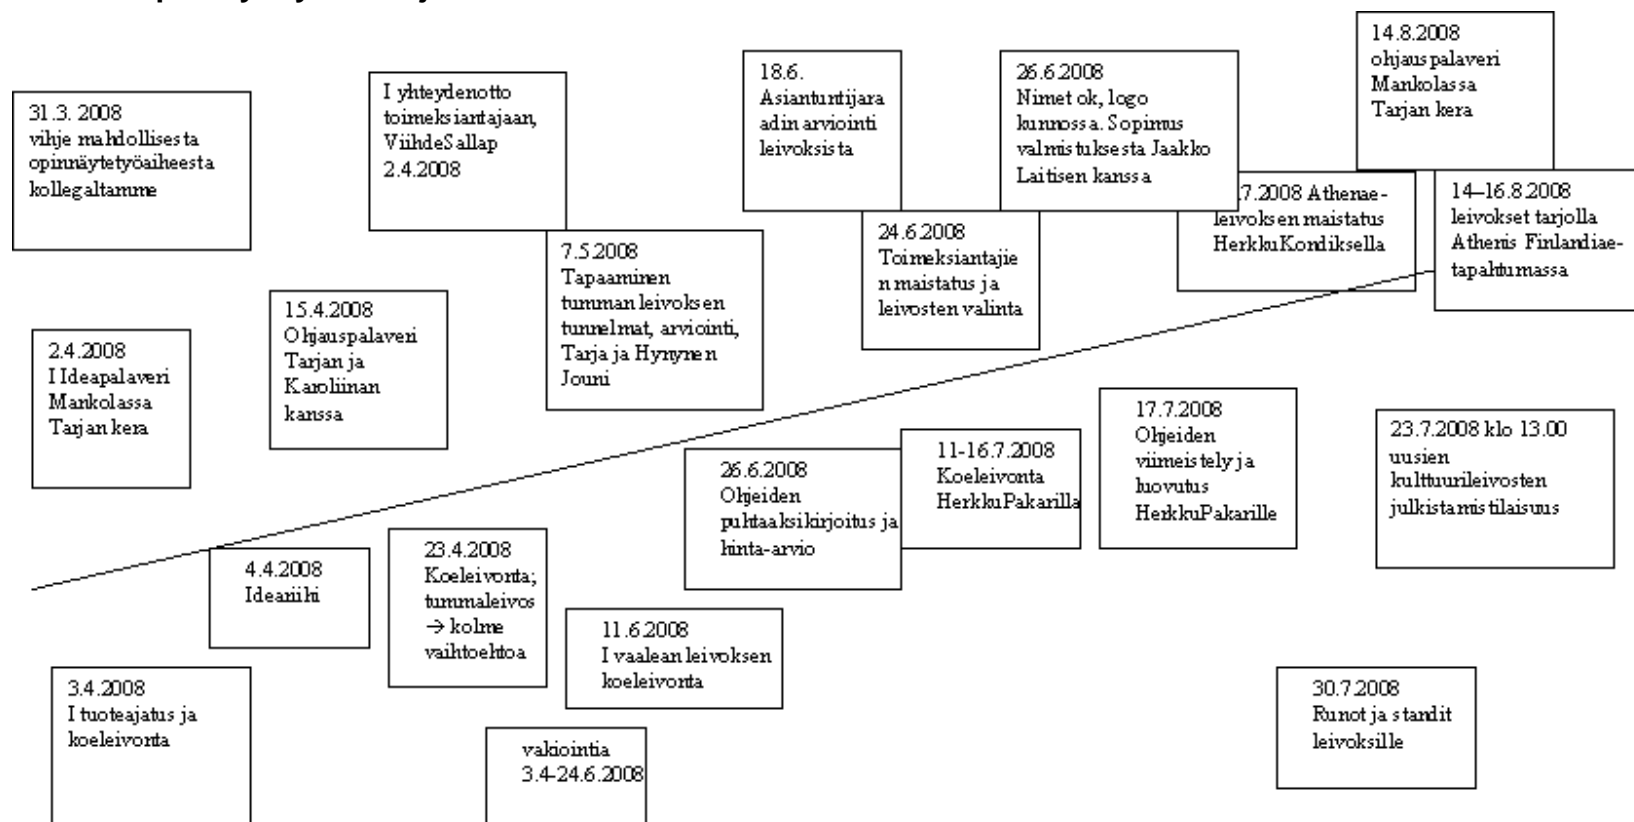 31.3. 2008
vihje mahdollisesta
opinnäytetyöaiheesta
kollegaltamme
I yhteydenotto
toimeksiantajaan,
ViihdeSallap
2.4.2008
18.6.
Asiantuntijara
adin arviointi
leivoksista
26.6.2008
Nimet ok, logo
kunnossa. Sopimus
valmistuksesta Jaakko
Laitisen kanssa
14.8.2008
ohjauspalaveri
Mankolassa
Tarjan kera
7.2008 Athenae-
leivoksen maistatus
HerkkuKondiksella
14–16.8.2008
leivokset tarjolla
Athenis Finlandiae-
tapahtumassa
7.5.2008
Tapaaminen
tumman leivoksen
tunnelmat, arviointi,
Tarja ja Hynynen
Jouni
24.6.2008
Toimeksiantajie
n maistatus ja
leivosten valinta
15.4.2008
Ohjauspalaveri
Tarjan ja
Karoliinan
kanssa
2.4.2008
I Ideapalaveri
Mankolassa
Tarjan kera
26.6.2008
Ohjeiden
puhtaaksikirjoitus ja
hinta-arvio
11-16.7.2008
Koeleivonta
HerkkuPakarilla
17.7.2008
Ohjeiden
viimeistely ja
luovutus
HerkkuPakarille
23.7.2008 klo 13.00
uusien
kulttuurileivosten
julkistamistilaisuus
4.4.2008
Ideariihi
23.4.2008
Koeleivonta;
tummaleivos
→ kolme
vaihtoehtoa
11.6.2008
I vaalean leivoksen
koeleivonta
3.4.2008
I tuoteajatus ja
koeleivonta
vakiointia
3.4-24.6.2008
30.7.2008
Runot ja standit
leivoksille